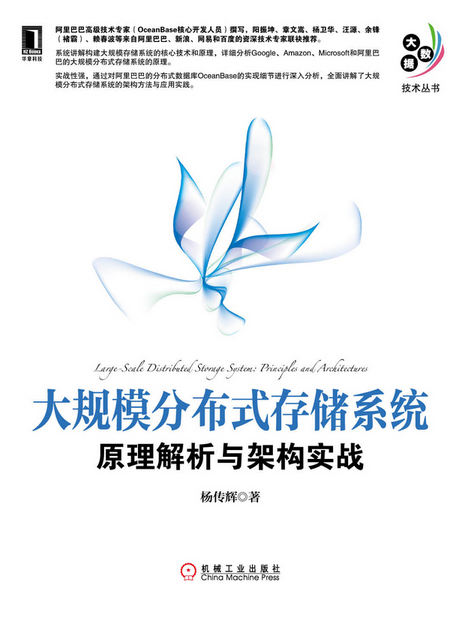 华章科技
HZ Books
阿里巴巴高级技术专家（OceanBase核心开发人员）撰写，阳振坤、章文嵩、杨卫华、汪源、余锋
（褚霸）、赖春波等来自阿里巴巴、新浪、网易和百度的资深技术专家联袂推荐。
系统讲解构建大规模存储系统的核心技术和原理，详细分析Google、Amazon、Microsoft和阿里巴
巴的大规模分布式存储系统的原理。
实战性强，通过对阿里巴巴的分布式数据库OceanBase的实现细节进行深入分析，全面讲解了大规
模分布式存储系统的架构方法与应用实践。
大数据
技术丛书
Large-Scale Distributed Storage System: Principles and Architectures
大规模分布式存储系统
原理解析与架构实战
杨传辉◎著
机械工业出版社
China Machine Press